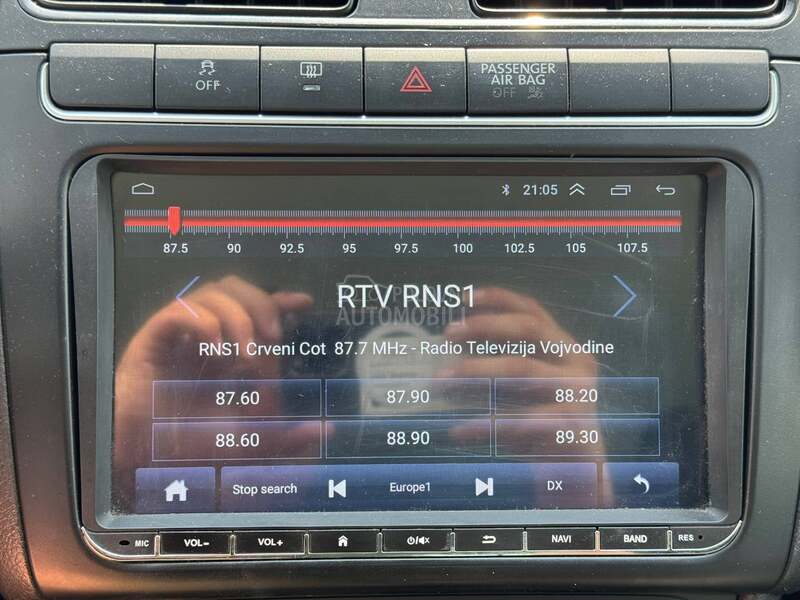 OFF
PASSENGER
AIR BAG
OFF
21:05
87.5 90 92.5 95 97.5 100 102.5 105 107.5
RTV RNS1
AUTOMOBILI
RNS1 Crveni Cot 87.7 MHz - Radio Televizija Vojvodine
87.60 87.90 88.20
88.60 88.90 89.30
Stop search Europe1 DX
MIC VOL- VOL+ NAVI BAND RES